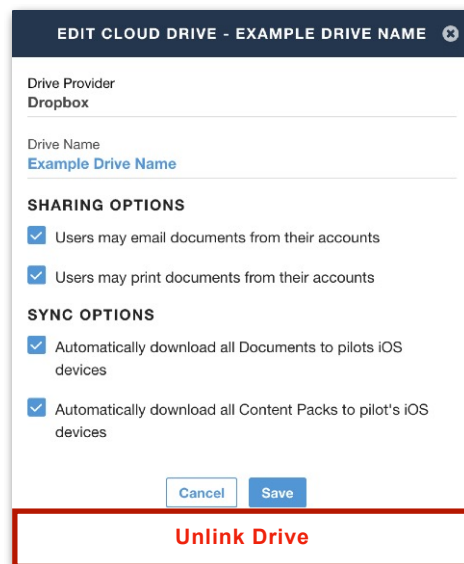 EDIT CLOUD DRIVE - EXAMPLE DRIVE NAME
Drive Provider
Dropbox
Drive Name
Example Drive Name
SHARING OPTIONS
Users may email documents from their accounts
Users may print documents from their accounts
SYNC OPTIONS
Automatically download all Documents to pilots iOS
devices
Automatically download all Content Packs to pilot's iOS
devices
Cancel Save
Unlink Drive